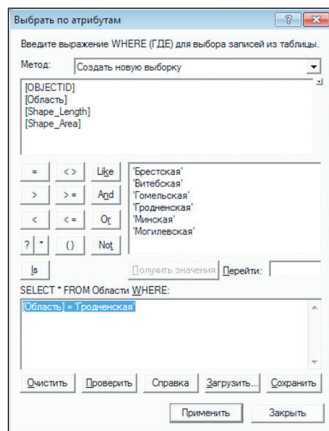 Выбрать по атрибутам
Введите выражение WHERE (ГДЕ) для выбора записей из таблицы.
Метод: Создать новую выборку
[OBJECTID]
[Область]
[Shape_Length]
[Shape_Area]
= <> Like
> >= And
< <= Or
? * () Not
Is
'Брестская'
'Витебская'
'Гомельская'
'Гродненская'
'Минская'
'Могилевская'
Получить значения Перейти:
SELECT * FROM Области WHERE:
[Область] = 'Гродненская'
Очистить Проверить Справка Загрузить... Сохранить
Применить Закрыть